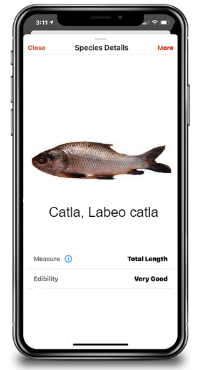 3:11
Close Species Details More
Catla, Labeo catla
Measure Total Length
Edibility Very Good